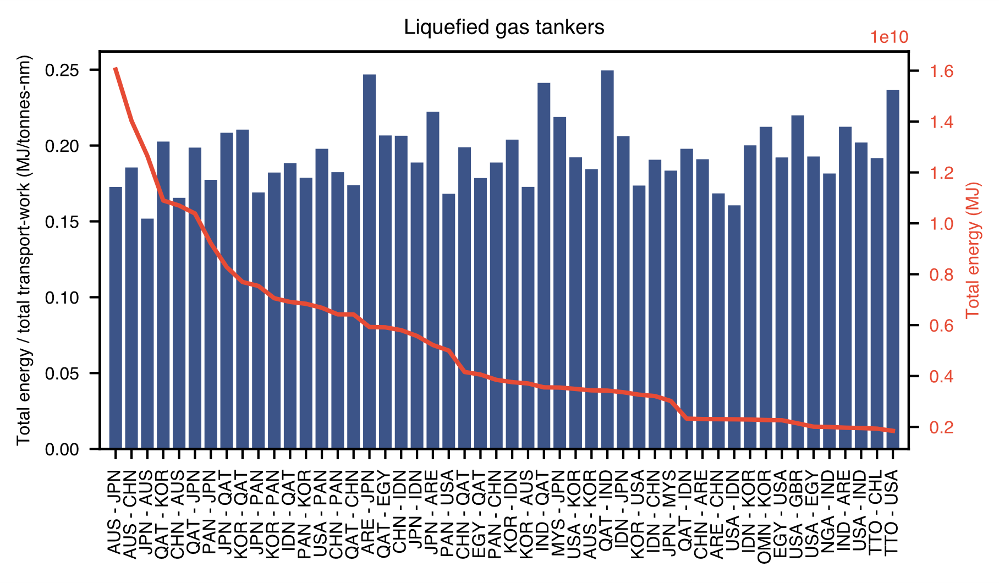 Liquefied gas tankers
1e10
Total energy / total transport-work (MJ/tonnes-nm)
0.25
0.20
0.15
0.10
0.05
0.00
1.6
1.4
1.2
1.0
0.8
0.6
0.4
0.2
Total energy (MJ)
AUS - JPN
AUS - CHN
JPN - AUS
QAT - KOR
CHN - AUS
QAT - JPN
PAN - JPN
JPN - QAT
KOR - QAT
JPN - PAN
KOR - PAN
IDN - QAT
PAN - KOR
USA - PAN
CHN - PAN
QAT - CHN
ARE - JPN
QAT - EGY
CHN - IDN
JPN - IDN
JPN - ARE
PAN - USA
CHN - QAT
EGY - QAT
PAN - CHN
KOR - IDN
KOR - AUS
IND - QAT
MYS - JPN
USA - KOR
AUS - KOR
QAT - IND
IDN - JPN
KOR - USA
IDN - CHN
JPN - MYS
QAT - IDN
CHN - ARE
ARE - CHN
USA - IDN
IDN - KOR
OMN - KOR
EGY - USA
USA - GBR
USA - EGY
NGA - IND
IND - ARE
USA - IND
TTO - CHL
TTO - USA